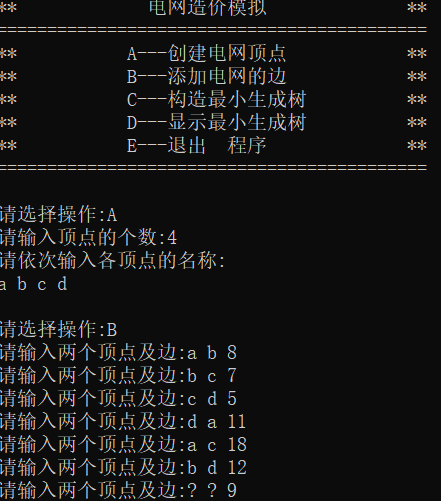 ** 电网造价模拟 **
==========================================
** A---创建电网顶点 **
** B---添加电网的边 **
** C---构造最小生成树 **
** D---显示最小生成树 **
** E---退出 程序 **
==========================================
请选择操作:A
请输入顶点的个数:4
请依次输入各顶点的名称:
a b c d
请选择操作:B
请输入两个顶点及边:a b 8
请输入两个顶点及边:b c 7
请输入两个顶点及边:c d 5
请输入两个顶点及边:d a 11
请输入两个顶点及边:a c 18
请输入两个顶点及边:b d 12
请输入两个顶点及边:? ? 9